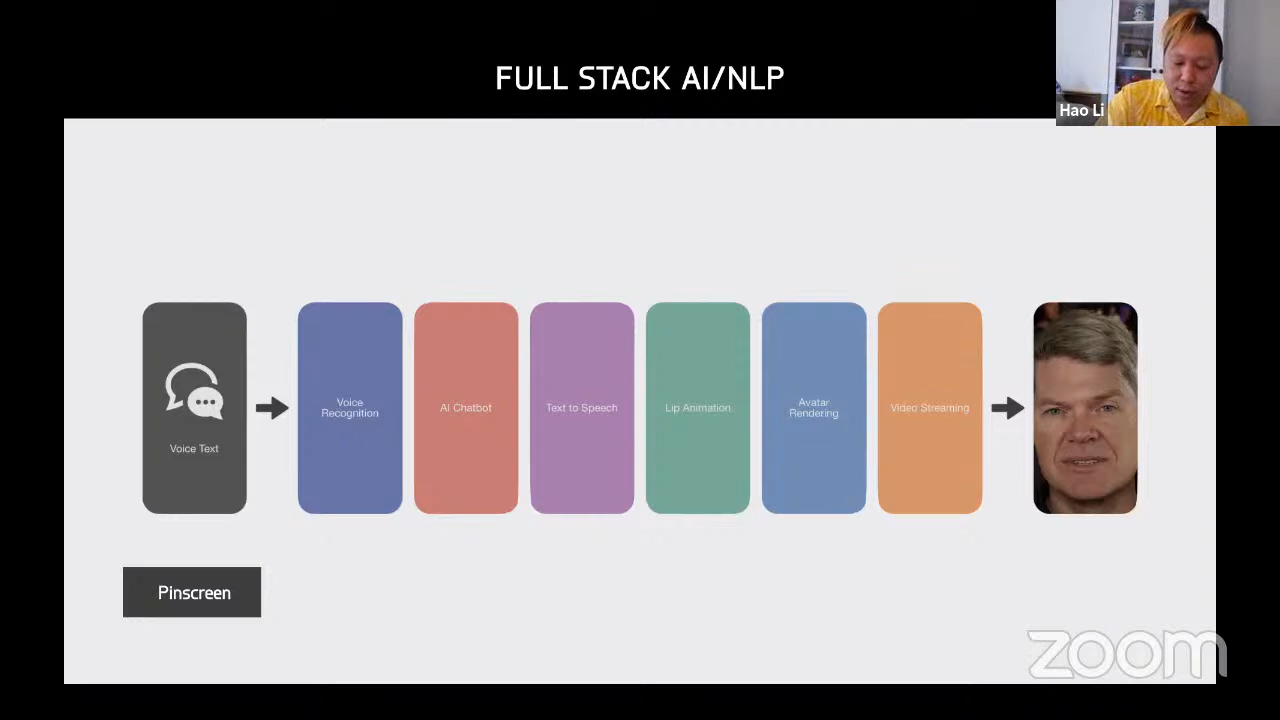 FULL STACK AI/NLP
Hao Li
Voice Text
Voice
Recognition
AI Chatbot
Text to Speech
Lip Animation
Avatar
Rendering
Video Streaming
Pinscreen
zoom